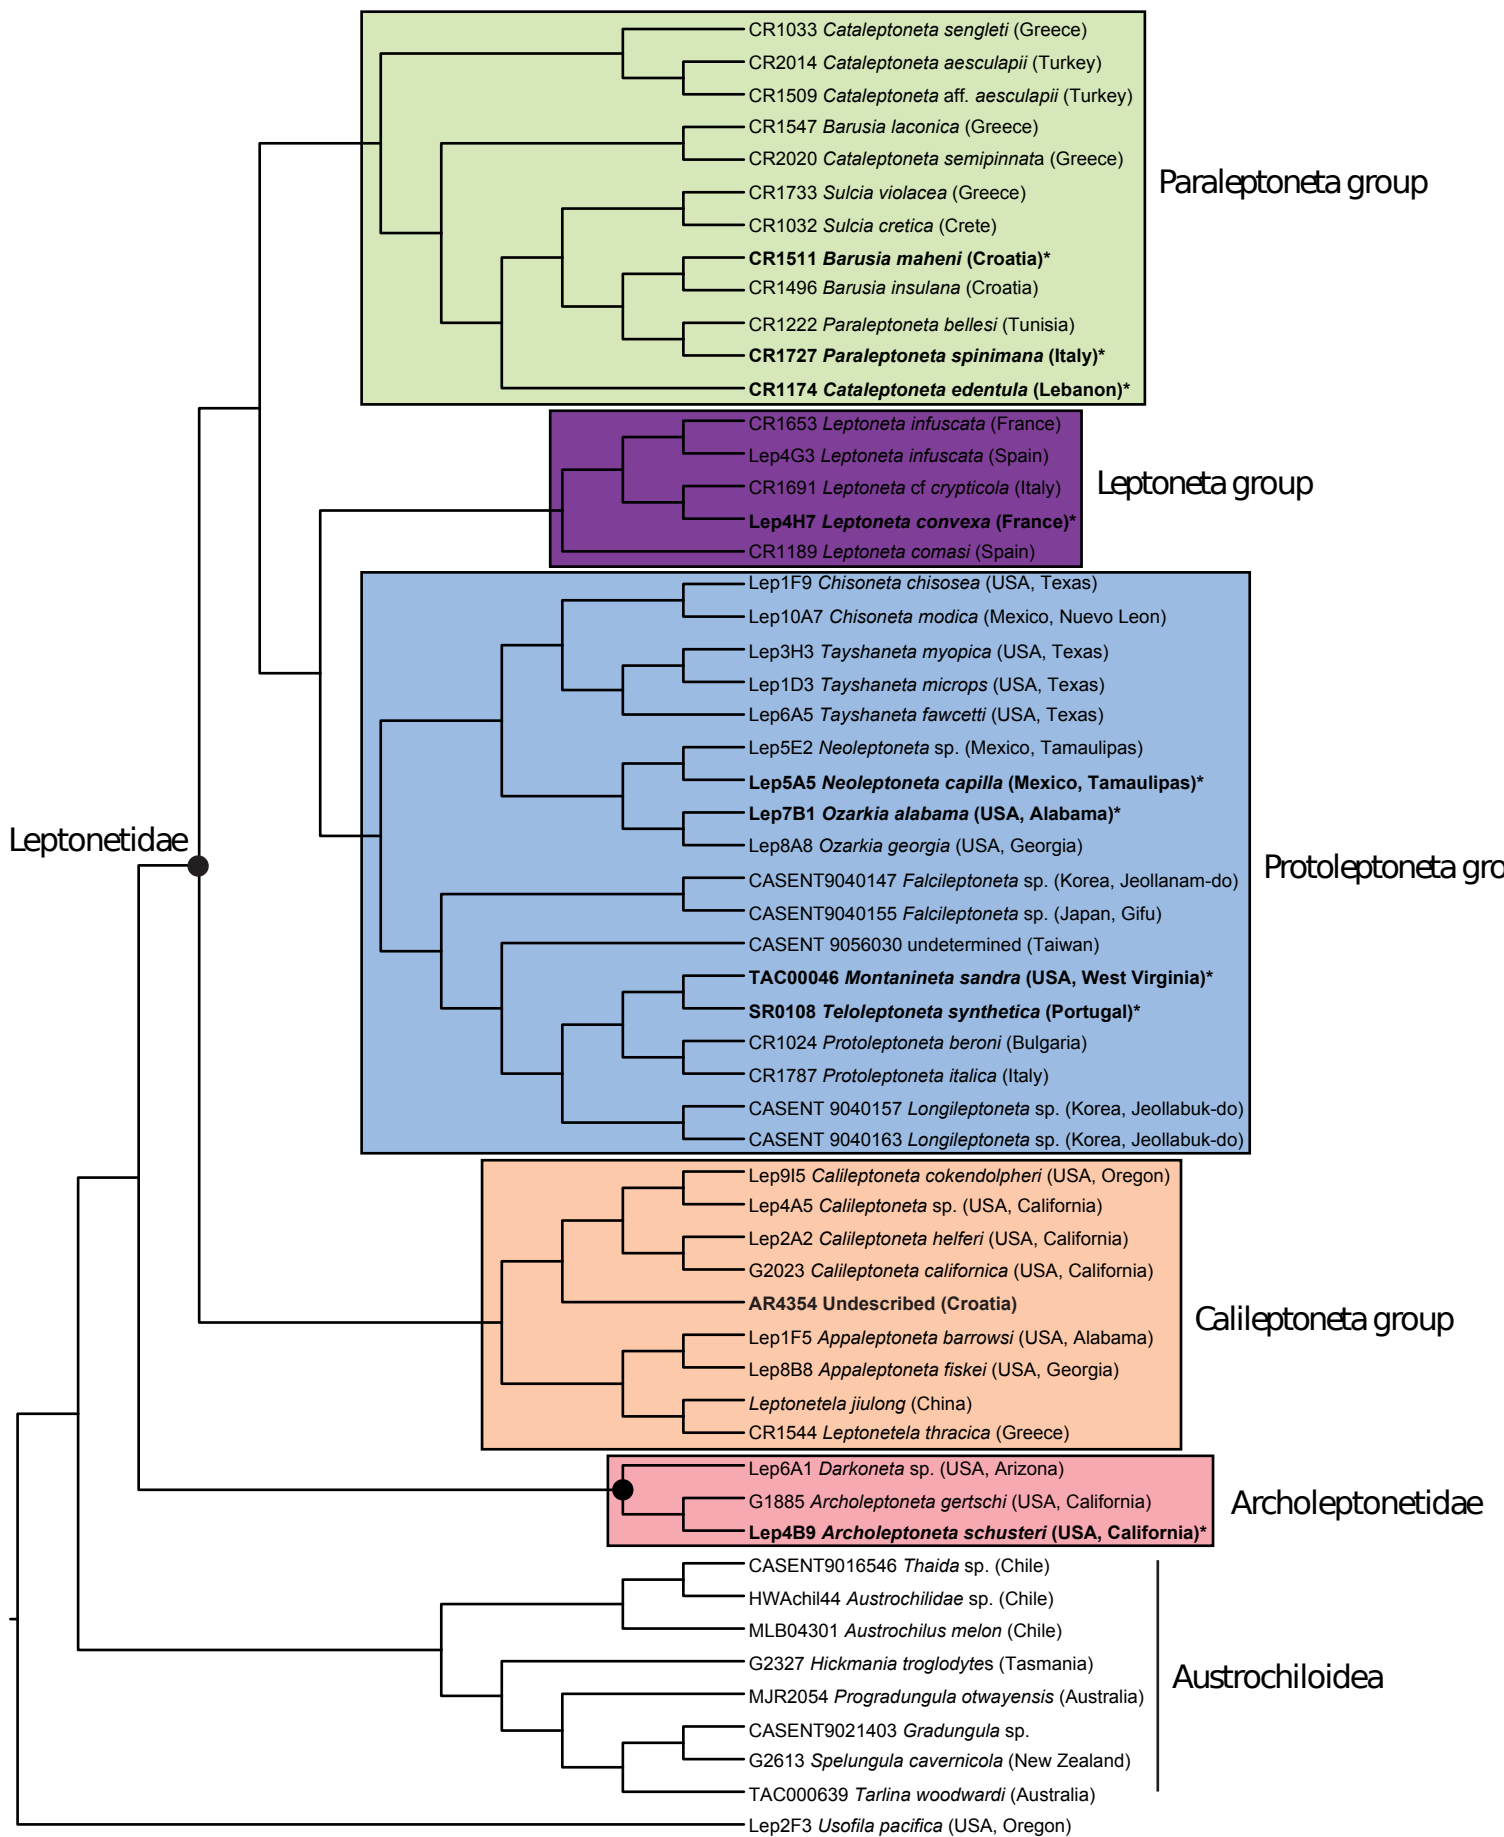 CR1033 Cataleptoneta sengleti (Greece)
CR2014 Cataleptoneta aesculapii (Turkey)
CR1509 Cataleptoneta aff. aesculapii (Turkey)
CR1547 Barusia laconica (Greece)
CR2020 Cataleptoneta semipinnata (Greece)
Paraleptoneta group
CR1733 Sulcia violacea (Greece)
CR1032 Sulcia cretica (Crete)
CR1511 Barusia maheni (Croatia)*
CR1496 Barusia insulana (Croatia)
CR1222 Paraleptoneta bellesi (Tunisia)
CR1727 Paraleptoneta spinimana (Italy)*
CR1174 Cataleptoneta edentula (Lebanon)*
CR1653 Leptoneta infuscata (France)
Lep4G3 Leptoneta infuscata (Spain)
CR1691 Leptoneta cf crypticola (Italy)
Leptoneta group
Lep4H7 Leptoneta convexa (France)*
CR1189 Leptoneta comasi (Spain)
Lep1F9 Chisoneta chisosea (USA, Texas)
Lep10A7 Chisoneta modica (Mexico, Nuevo Leon)
Lep3H3 Tayshaneta myopica (USA, Texas)
Lep1D3 Tayshaneta microps (USA, Texas)
Lep6A5 Tayshaneta fawcetti (USA, Texas)
Lep5E2 Neoleptoneta sp. (Mexico, Tamaulipas)
Lep5A5 Neoleptoneta capilla (Mexico, Tamaulipas)*
Lep7B1 Ozarkia alabama (USA, Alabama)*
Leptonetidae
Lep8A8 Ozarkia georgia (USA, Georgia)
Protoleptoneta gro
CASENT9040147 Falcileptoneta sp. (Korea, Jeollanam-do)
CASENT9040155 Falcileptoneta sp. (Japan, Gifu)
CASENT 9056030 undetermined (Taiwan)
TAC00046 Montanineta sandra (USA, West Virginia)*
SR0108 Teloleptoneta synthetica (Portugal)*
CR1024 Protoleptoneta beroni (Bulgaria)
CR1787 Protoleptoneta italica (Italy)
CASENT 9040157 Longileptoneta sp. (Korea, Jeollabuk-do)
CASENT 9040163 Longileptoneta sp. (Korea, Jeollabuk-do)
Lep9I5 Calileptoneta cokendolpheri (USA, Oregon)
Lep4A5 Calileptoneta sp. (USA, California)
Lep2A2 Calileptoneta helferi (USA, California)
G2023 Calileptoneta californica (USA, California)
AR4354 Undescribed (Croatia)
Calileptoneta group
Lep1F5 Appaleptoneta barrowsi (USA, Alabama)
Lep8B8 Appaleptoneta fiskei (USA, Georgia)
Leptonetela jiulong (China)
CR1544 Leptonetela thracica (Greece)
Lep6A1 Darkoneta sp. (USA, Arizona)
G1885 Archoleptoneta gertschi (USA, California)
Archoleptonetidae
Lep4B9 Archoleptoneta schusteri (USA, California)*
CASENT9016546 Thaida sp. (Chile)
HWAchil44 Austrochilidae sp. (Chile)
MLB04301 Austrochilus melon (Chile)
G2327 Hickmania troglodytes (Tasmania)
Austrochiloidea
MJR2054 Progradungula otwayensis (Australia)
CASENT9021403 Gradungula sp.
G2613 Spelungula cavernicola (New Zealand)
TAC000639 Tarlina woodwardi (Australia)
Lep2F3 Usofila pacifica (USA, Oregon)